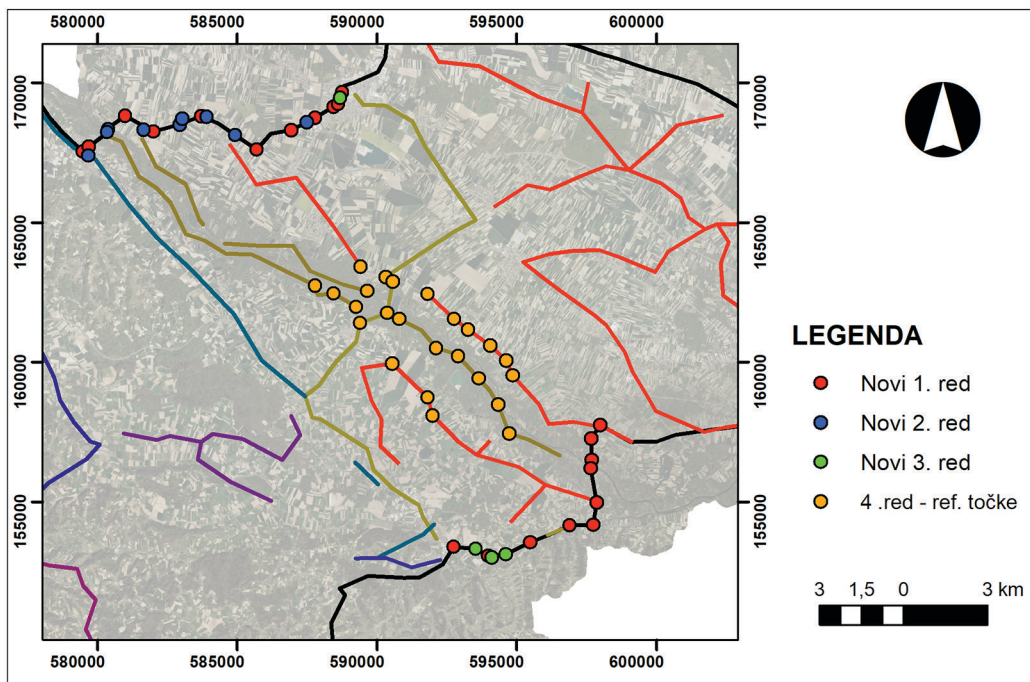 580000 585000 590000 595000 600000
170000
165000
160000
155000
170000
165000
160000
155000
580000 585000 590000 595000 600000
LEGENDA
Novi 1. red
Novi 2. red
Novi 3. red
4 .red - ref. točke
3 1,5 0 3 km